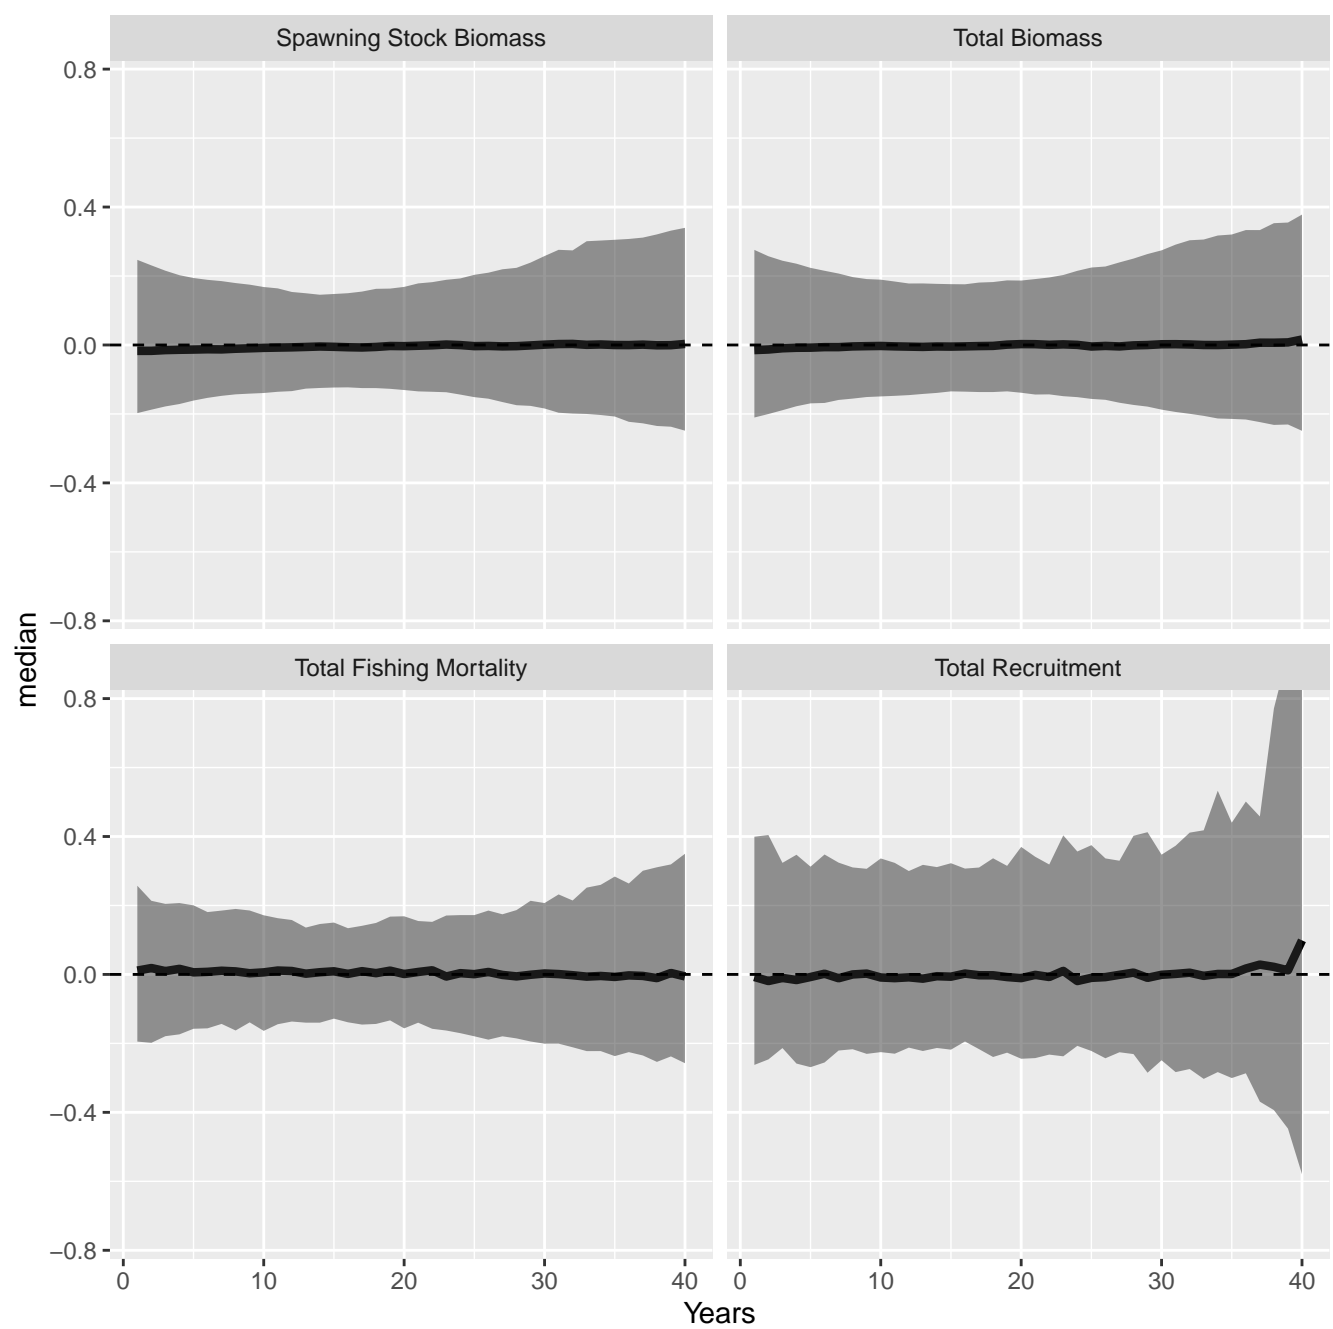 Spawning Stock Biomass
Total Biomass
0.8
0.4
0.0
−0.4
−0.8
median
Total Fishing Mortality
Total Recruitment
0.8
0.4
0.0
−0.4
−0.8
0 10 20 30 40
0 10 20 30 40
Years